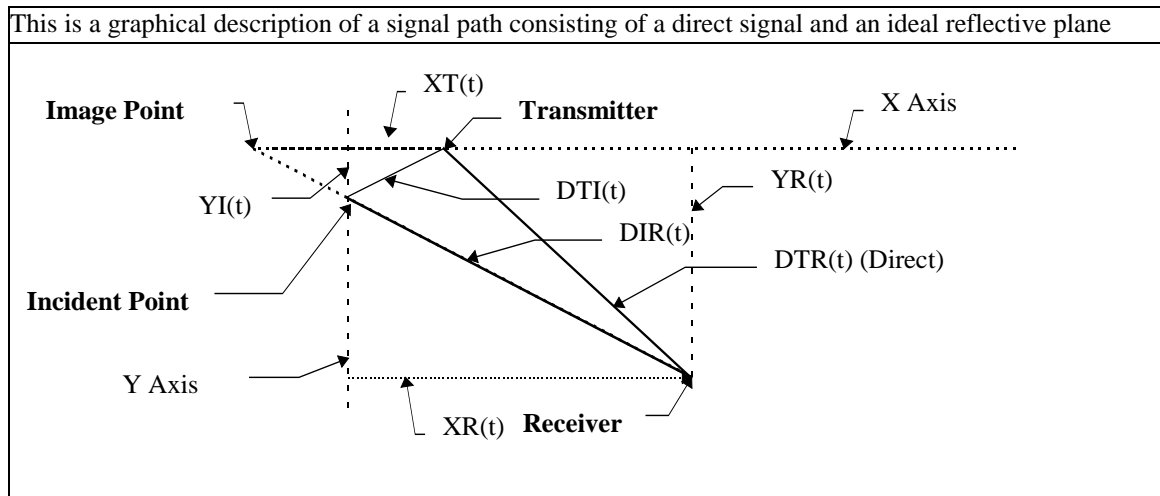 This is a graphical description of a signal path consisting of a direct signal and an ideal reflective plane
XT(t)
Image Point
Transmitter
X Axis
YI(t)
DTI(t)
YR(t)
DIR(t)
DTR(t) (Direct)
Incident Point
Y Axis
XR(t)
Receiver